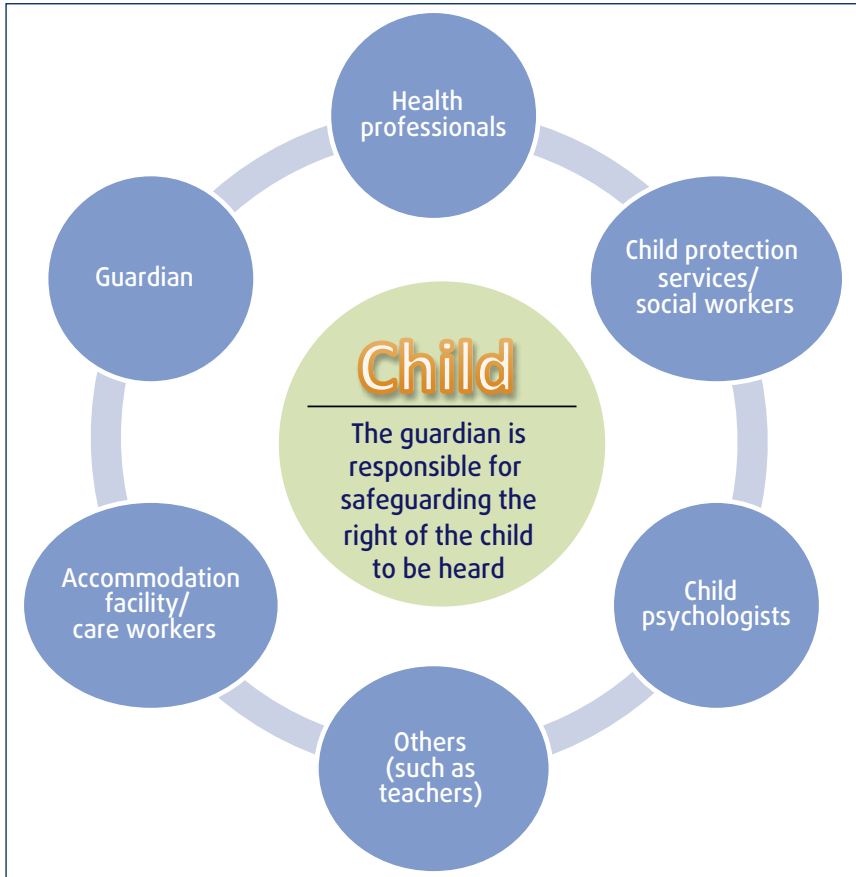 Health
professionals
Child protection
services/
social workers
Guardian
Child
The guardian is
responsible for
safeguarding the
right of the child
to be heard
Accommodation
facility/
care workers
Child
psychologists
Others
(such as
teachers)